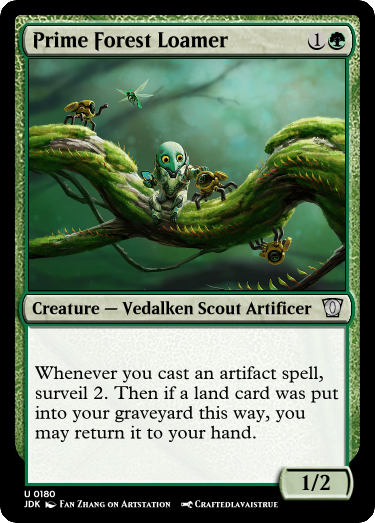 Prime Forest Loamer 1
Creature — Vedalken Scout Artificer
Whenever you cast an artifact spell,
surveil 2. Then if a land card was put
into your graveyard this way, you
may return it to your hand.
1/2
U 0180
JDK Fan Zhang on Artstation Craftedlavaistrue